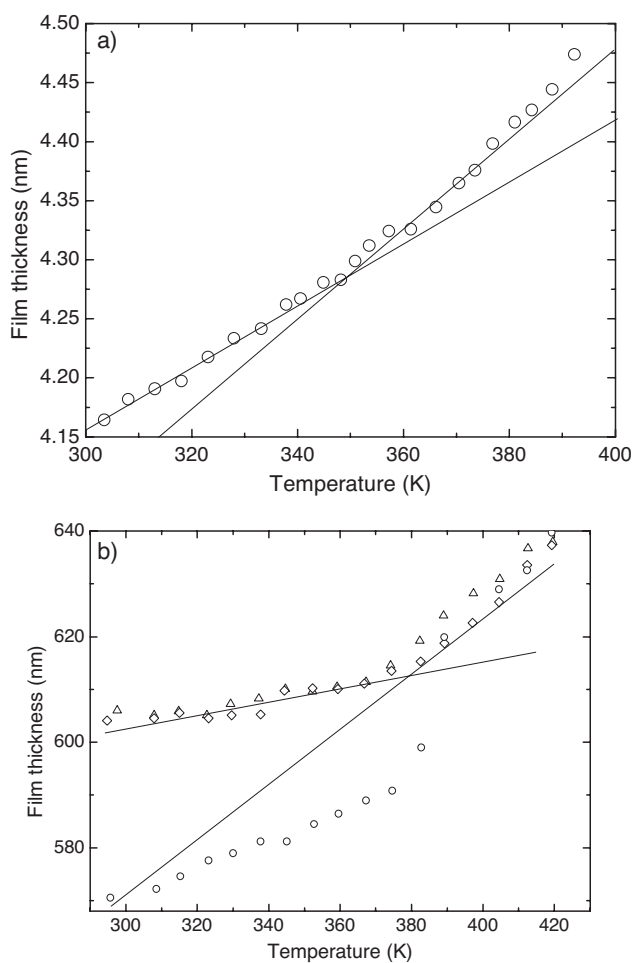 a)
4.50
4.45
4.40
4.35
4.30
4.25
4.20
4.15
Film thickness (nm)
300 320 340 360 380 400
Temperature (K)
b)
640
620
600
580
Film thickness (nm)
300 320 340 360 380 400 420
Temperature (K)